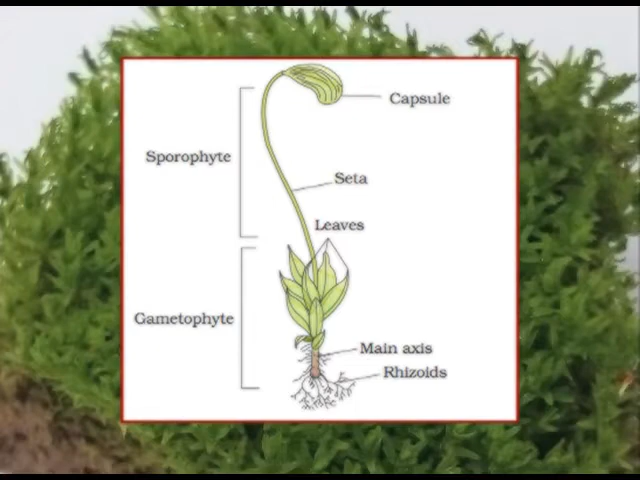 Capsule
Sporophyte
Seta
Leaves
Gametophyte
Main axis
Rhizoids